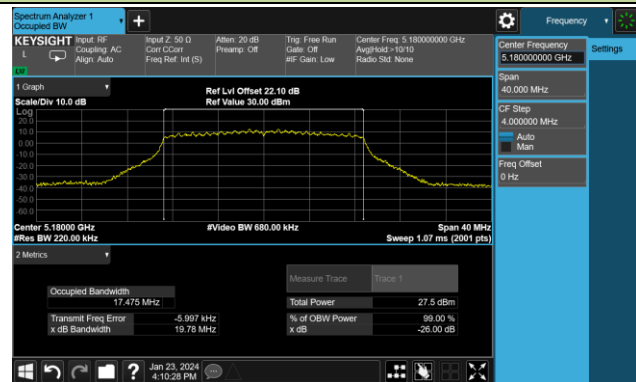 Spectrum Analyzer 1
Occupied BW
Frequency
KEYSIGHT
L
Input: RF
Coupling: AC
Align: Auto
Input Z: 50 Ω
Corr CCorr
Freq Ref: Int (S)
Atten: 20 dB
Preamp: Off
Trig: Free Run
Gate: Off
#IF Gain: Low
Center Freq: 5.180000000 GHz
Avg|Hold:>10/10
Radio Std: None
Center Frequency
5.180000000 GHz
Settings
Span
40.000 MHz
CF Step
4.000000 MHz
Auto
Man
Freq Offset
0 Hz
1 Graph
Scale/Div 10.0 dB
Ref Lvl Offset 22.10 dB
Ref Value 30.00 dBm
Log
20.0
10.0
0.00
-10.0
-20.0
-30.0
-40.0
-50.0
-60.0
Center 5.18000 GHz
#Res BW 220.00 kHz
#Video BW 680.00 kHz
Span 40 MHz
Sweep 1.07 ms (2001 pts)
2 Metrics
Measure Trace
Trace 1
Occupied Bandwidth
17.475 MHz
Total Power
27.5 dBm
Transmit Freq Error
-5.997 kHz
% of OBW Power
99.00 %
x dB Bandwidth
19.78 MHz
x dB
-26.00 dB
?
Jan 23, 2024
4:10:28 PM